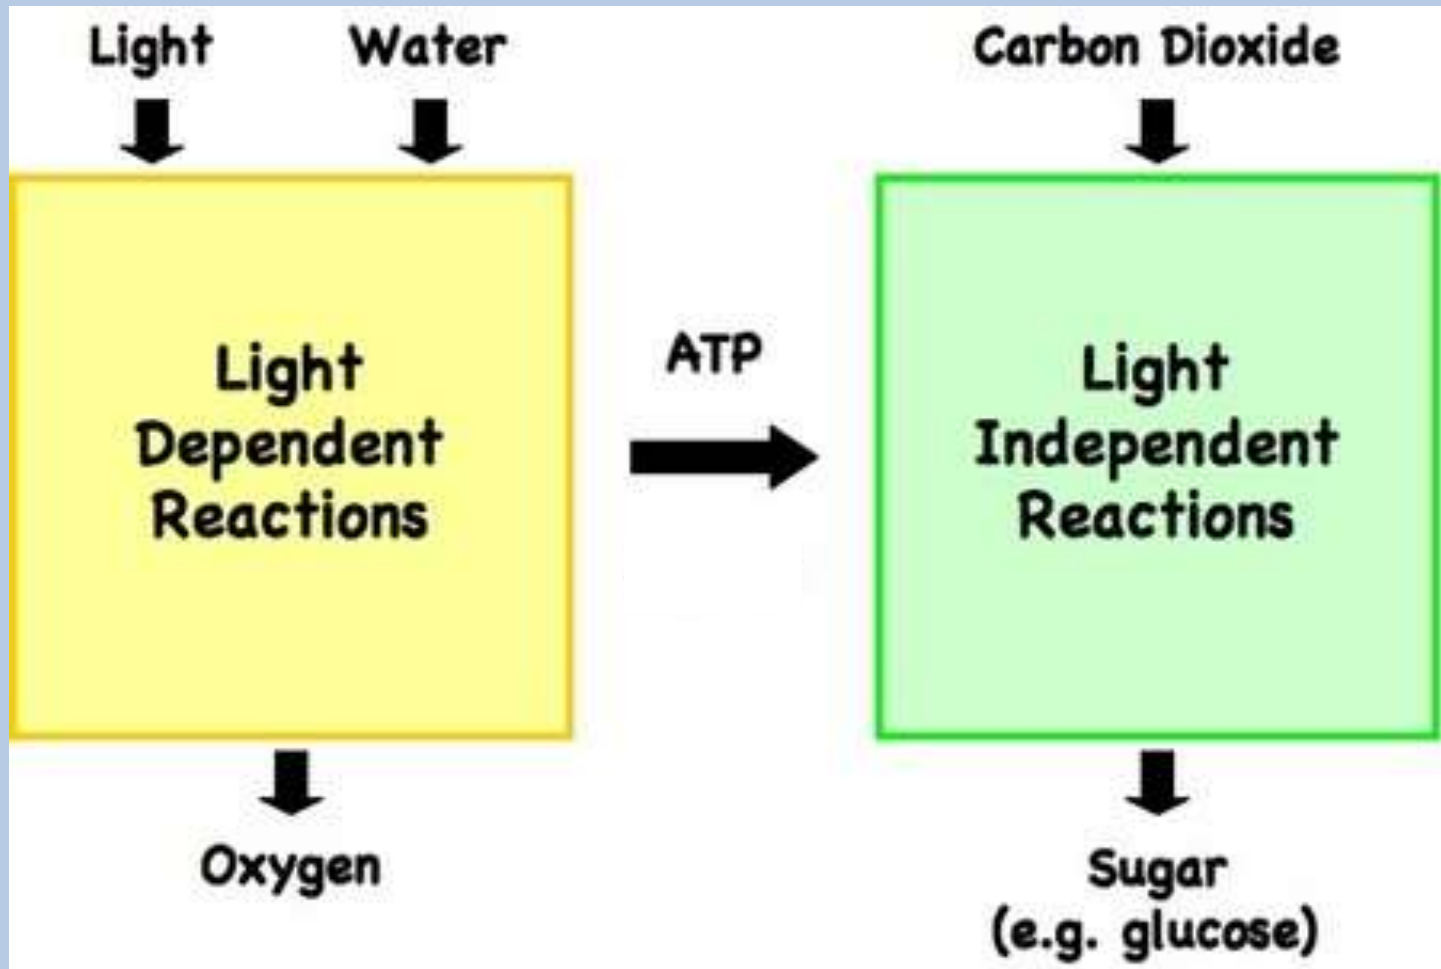 Light
Water
Carbon Dioxide
Light
Dependent
Reactions
ATP
Light
Independent
Reactions
Oxygen
Sugar
(e.g. glucose)